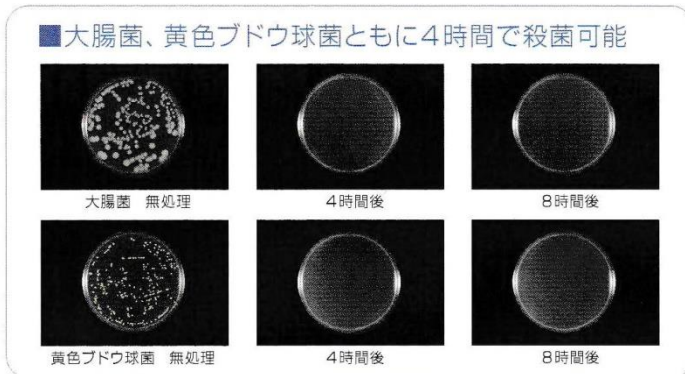 ■大腸菌、黄色ブドウ球菌ともに4時間で殺菌可能
大腸菌 無処理
4時間後
8時間後
黄色ブドウ球菌 無処理
4時間後
8時間後